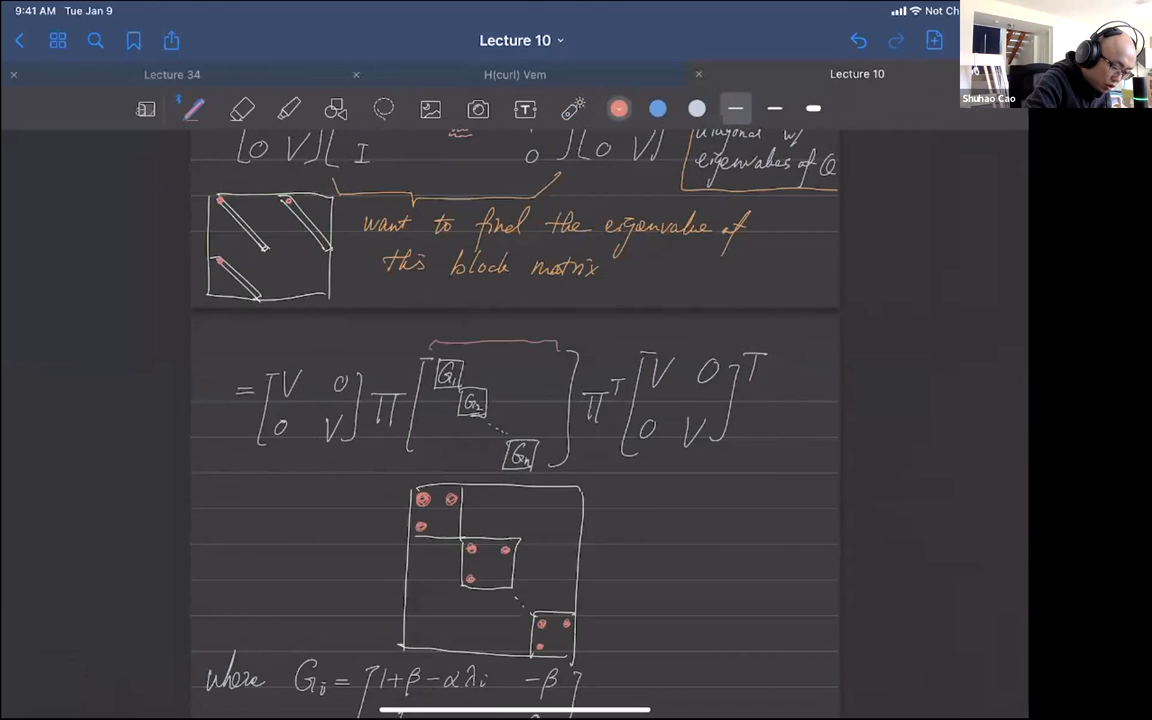 9:41 AM Tue Jan 9
Not Ch
Lecture 10
Lecture 34
H(curl) Vem
Lecture 10
Shuhao Cao
[0 V][ I 0 ][0 V]
diagonal w/
eigenvalues of Q
want to find the eigenvalue of
this block matrix
= [V 0 Π [G₁ G₂ ⋱ Gₙ] Πᵀ [V 0 ]ᵀ
0 V] 0 V]
where Gᵢ = [1+β-αλᵢ -β]